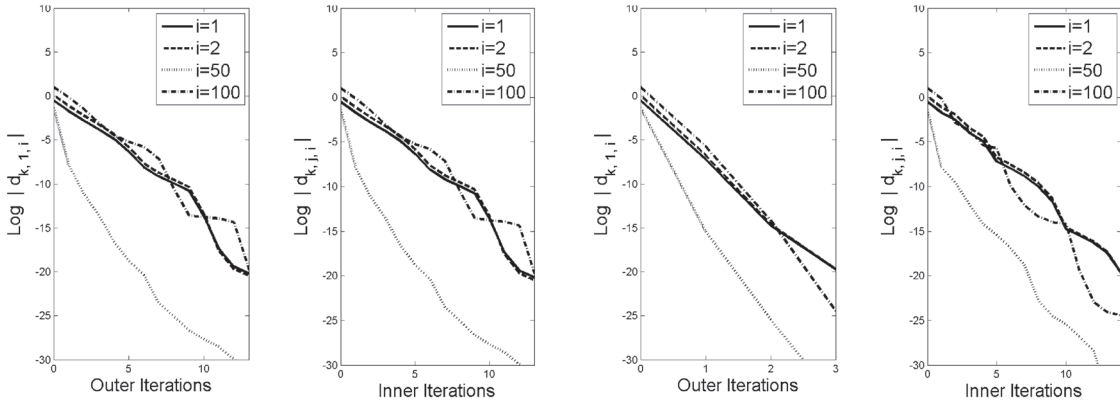 10
5
0
-5
-10
-15
-20
-25
-30
Log | d k, 1, i |
0 5 10
Outer Iterations
i=1
i=2
i=50
i=100
10
5
0
-5
-10
-15
-20
-25
-30
Log | d k, j, i |
0 5 10
Inner Iterations
i=1
i=2
i=50
i=100
10
5
0
-5
-10
-15
-20
-25
-30
Log | d k, 1, i |
0 1 2 3
Outer Iterations
i=1
i=2
i=50
i=100
10
5
0
-5
-10
-15
-20
-25
-30
Log | d k, j, i |
0 5 10
Inner Iterations
i=1
i=2
i=50
i=100